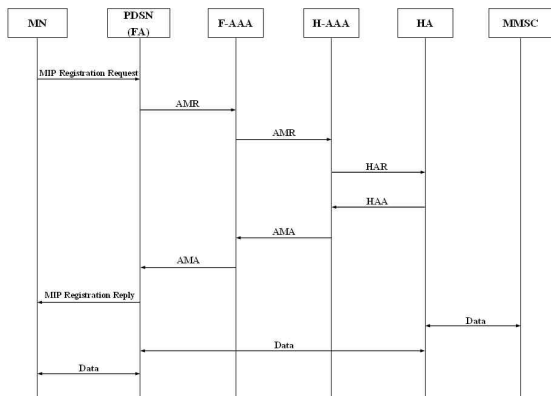 MN
PDSN
(FA)
F-AAA
H-AAA
HA
MMSC
MIP Registration Request
AMR
AMR
HAR
HAA
AMA
AMA
MIP Registration Reply
Data
Data
Data